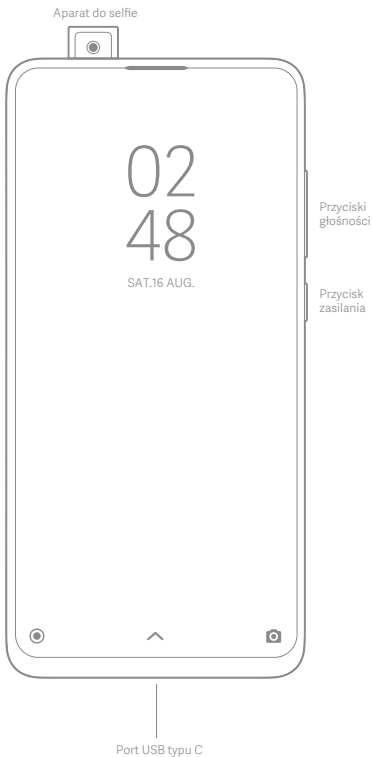 Aparat do selfie
02
48
SAT.16 AUG.
Przyciski
głośności
Przycisk
zasilania
Port USB typu C